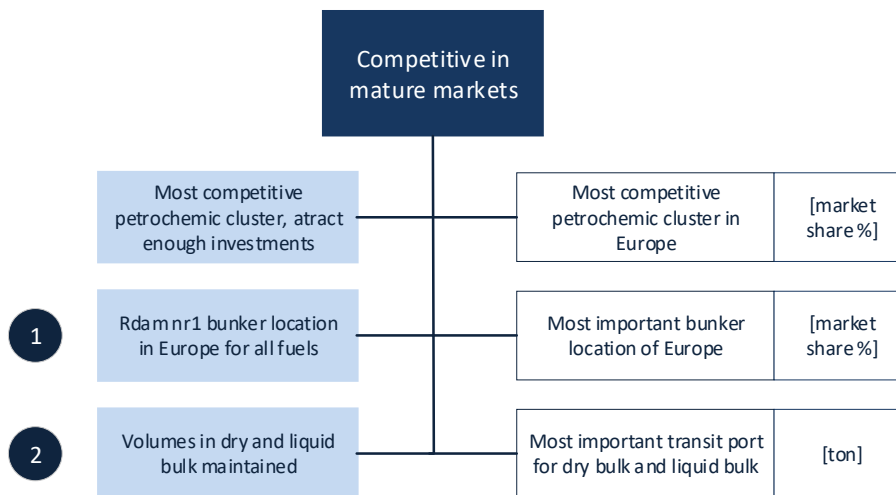 Competitive in
mature markets
Most competitive
petrochemic cluster, atract
enough investments
Most competitive
petrochemic cluster in
Europe
[market
share %]
1
Rdam nr1 bunker location
in Europe for all fuels
Most important bunker
location of Europe
[market
share %]
2
Volumes in dry and liquid
bulk maintained
Most important transit port
for dry bulk and liquid bulk
[ton]